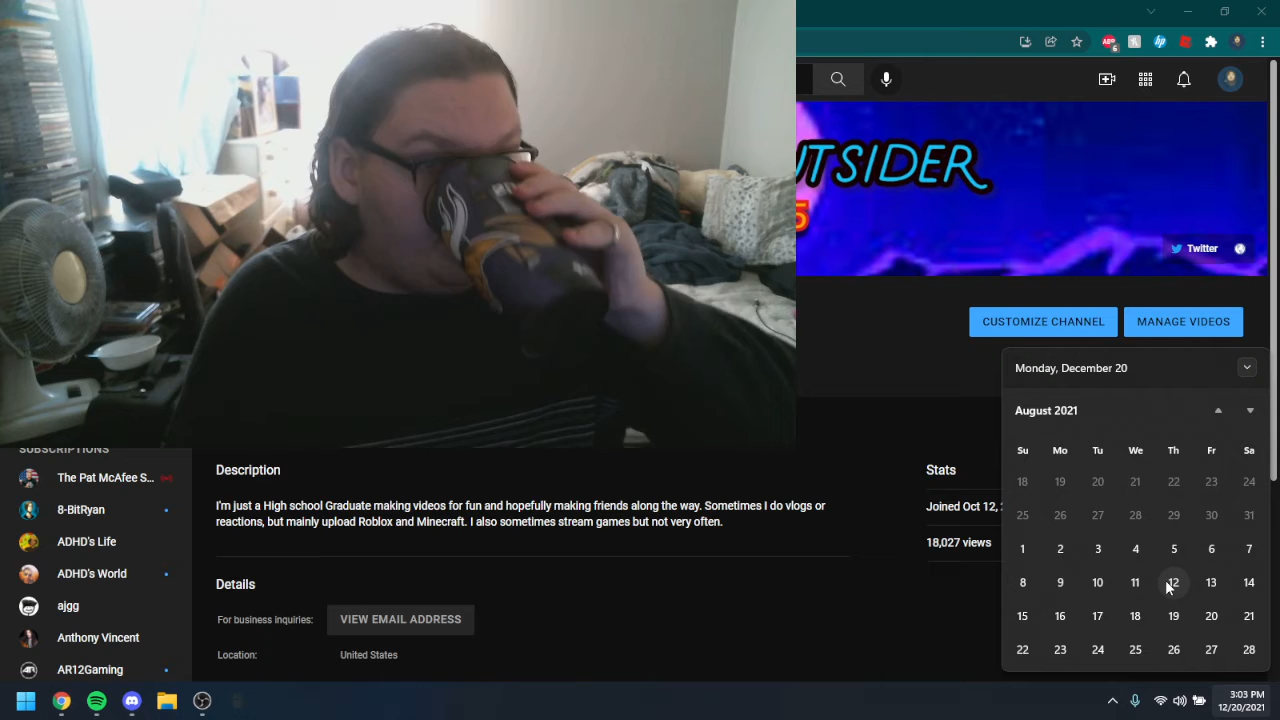 UTSIDER
5
Twitter
CUSTOMIZE CHANNEL
MANAGE VIDEOS
Monday, December 20
August 2021
Su Mo Tu We Th Fr Sa
18 19 20 21 22 23 24
25 26 27 28 29 30 31
1 2 3 4 5 6 7
8 9 10 11 12 13 14
15 16 17 18 19 20 21
22 23 24 25 26 27 28
SUBSCRIPTIONS
The Pat McAfee S...
8-BitRyan
ADHD's Life
ADHD's World
ajgg
Anthony Vincent
AR12Gaming
Description
I'm just a High school Graduate making videos for fun and hopefully making friends along the way. Sometimes I do vlogs or
reactions, but mainly upload Roblox and Minecraft. I also sometimes stream games but not very often.
Details
For business inquiries: VIEW EMAIL ADDRESS
Location: United States
Stats
Joined Oct 12,
18,027 views
3:03 PM
12/20/2021